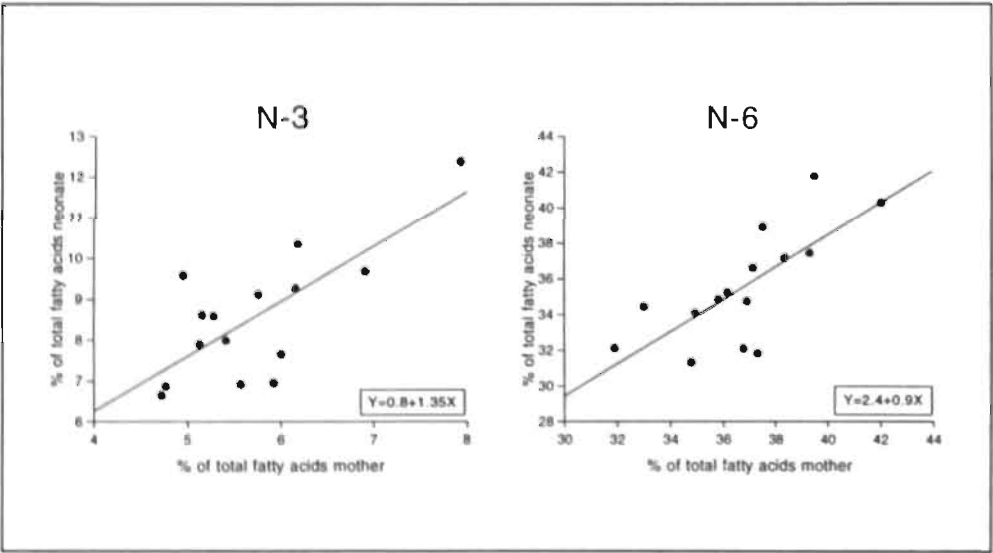 N-3
13
12
11
10
9
8
7
6
% of total fatty acids neonate
Y=0.8+1.35X
4 5 6 7 8
% of total fatty acids mother
N-6
44
42
40
38
36
34
32
30
28
% of total fatty acids neonate
Y=2.4+0.9X
30 32 34 36 38 40 42 44
% of total fatty acids mother